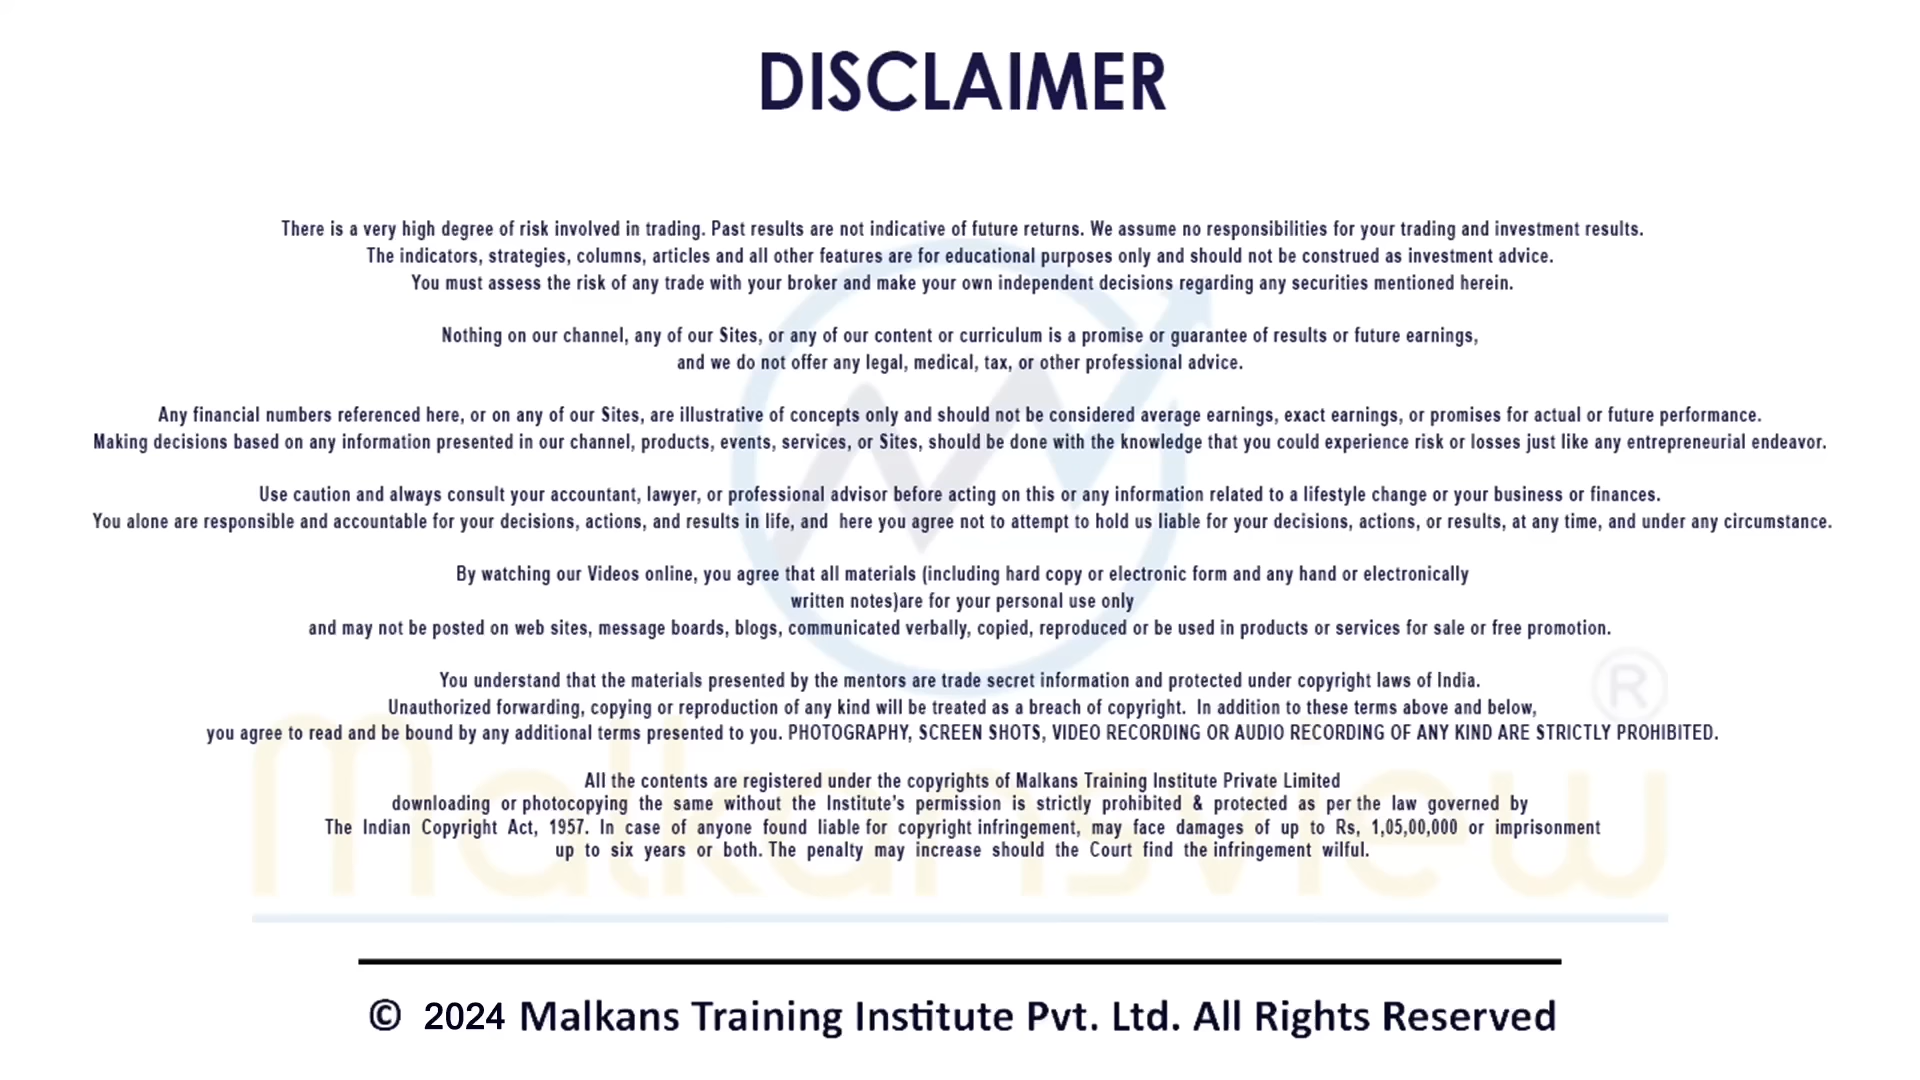 DISCLAIMER
There is a very high degree of risk involved in trading. Past results are not indicative of future returns. We assume no responsibilities for your trading and investment results.
The indicators, strategies, columns, articles and all other features are for educational purposes only and should not be construed as investment advice.
You must assess the risk of any trade with your broker and make your own independent decisions regarding any securities mentioned herein.
Nothing on our channel, any of our Sites, or any of our content or curriculum is a promise or guarantee of results or future earnings,
and we do not offer any legal, medical, tax, or other professional advice.
Any financial numbers referenced here, or on any of our Sites, are illustrative of concepts only and should not be considered average earnings, exact earnings, or promises for actual or future performance.
Making decisions based on any information presented in our channel, products, events, services, or Sites, should be done with the knowledge that you could experience risk or losses just like any entrepreneurial endeavor.
Use caution and always consult your accountant, lawyer, or professional advisor before acting on this or any information related to a lifestyle change or your business or finances.
You alone are responsible and accountable for your decisions, actions, and results in life, and here you agree not to attempt to hold us liable for your decisions, actions, or results, at any time, and under any circumstance.
By watching our Videos online, you agree that all materials (including hard copy or electronic form and any hand or electronically
written notes)are for your personal use only
and may not be posted on web sites, message boards, blogs, communicated verbally, copied, reproduced or be used in products or services for sale or free promotion.
You understand that the materials presented by the mentors are trade secret information and protected under copyright laws of India.
Unauthorized forwarding, copying or reproduction of any kind will be treated as a breach of copyright. In addition to these terms above and below,
you agree to read and be bound by any additional terms presented to you. PHOTOGRAPHY, SCREEN SHOTS, VIDEO RECORDING OR AUDIO RECORDING OF ANY KIND ARE STRICTLY PROHIBITED.
All the contents are registered under the copyrights of Malkans Training Institute Private Limited
downloading or photocopying the same without the Institute's permission is strictly prohibited & protected as per the law governed by
The Indian Copyright Act, 1957. In case of anyone found liable for copyright infringement, may face damages of up to Rs, 1,05,00,000 or imprisonment
up to six years or both. The penalty may increase should the Court find the infringement wilful.
Malkansview ®
© 2024 Malkans Training Institute Pvt. Ltd. All Rights Reserved